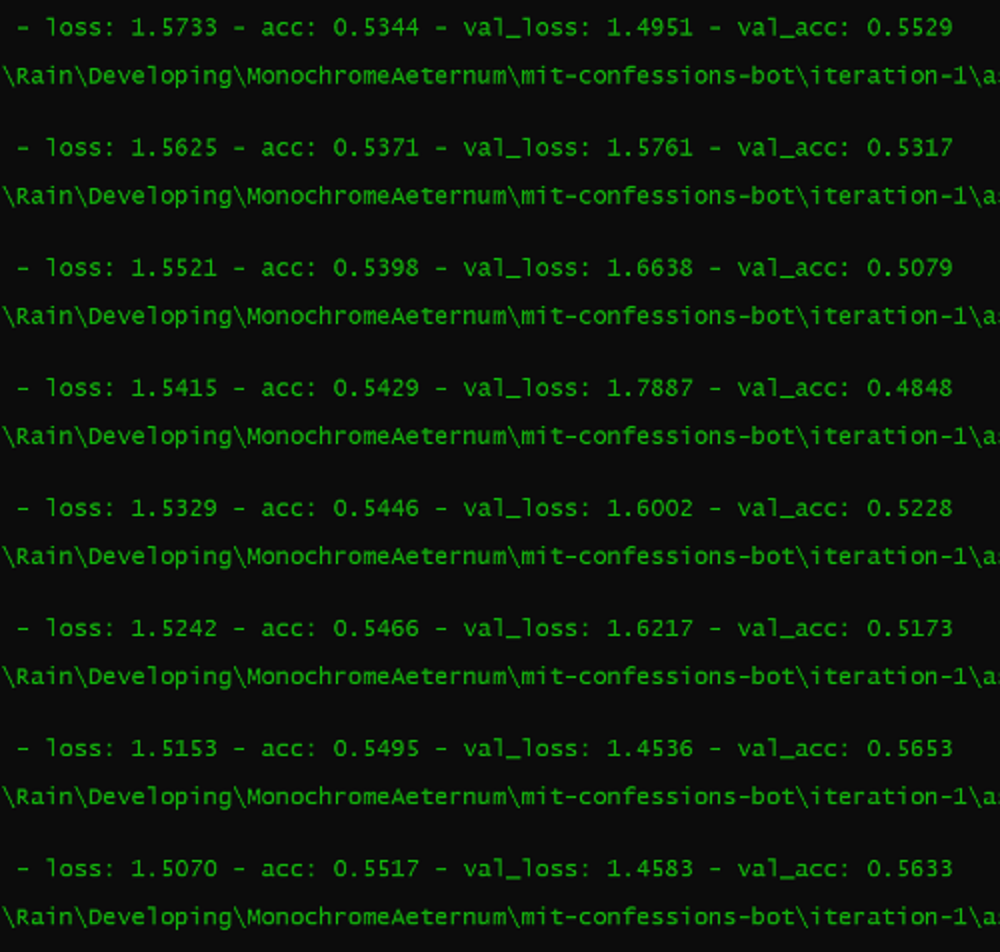 - loss: 1.5733 - acc: 0.5344 - val_loss: 1.4951 - val_acc: 0.5529
\Rain\Developing\MonochromeAeternum\mit-confessions-bot\iteration-1\a
- loss: 1.5625 - acc: 0.5371 - val_loss: 1.5761 - val_acc: 0.5317
\Rain\Developing\MonochromeAeternum\mit-confessions-bot\iteration-1\a
- loss: 1.5521 - acc: 0.5398 - val_loss: 1.6638 - val_acc: 0.5079
\Rain\Developing\MonochromeAeternum\mit-confessions-bot\iteration-1\a
- loss: 1.5415 - acc: 0.5429 - val_loss: 1.7887 - val_acc: 0.4848
\Rain\Developing\MonochromeAeternum\mit-confessions-bot\iteration-1\a
- loss: 1.5329 - acc: 0.5446 - val_loss: 1.6002 - val_acc: 0.5228
\Rain\Developing\MonochromeAeternum\mit-confessions-bot\iteration-1\a
- loss: 1.5242 - acc: 0.5466 - val_loss: 1.6217 - val_acc: 0.5173
\Rain\Developing\MonochromeAeternum\mit-confessions-bot\iteration-1\a
- loss: 1.5153 - acc: 0.5495 - val_loss: 1.4536 - val_acc: 0.5653
\Rain\Developing\MonochromeAeternum\mit-confessions-bot\iteration-1\a
- loss: 1.5070 - acc: 0.5517 - val_loss: 1.4583 - val_acc: 0.5633
\Rain\Developing\MonochromeAeternum\mit-confessions-bot\iteration-1\a